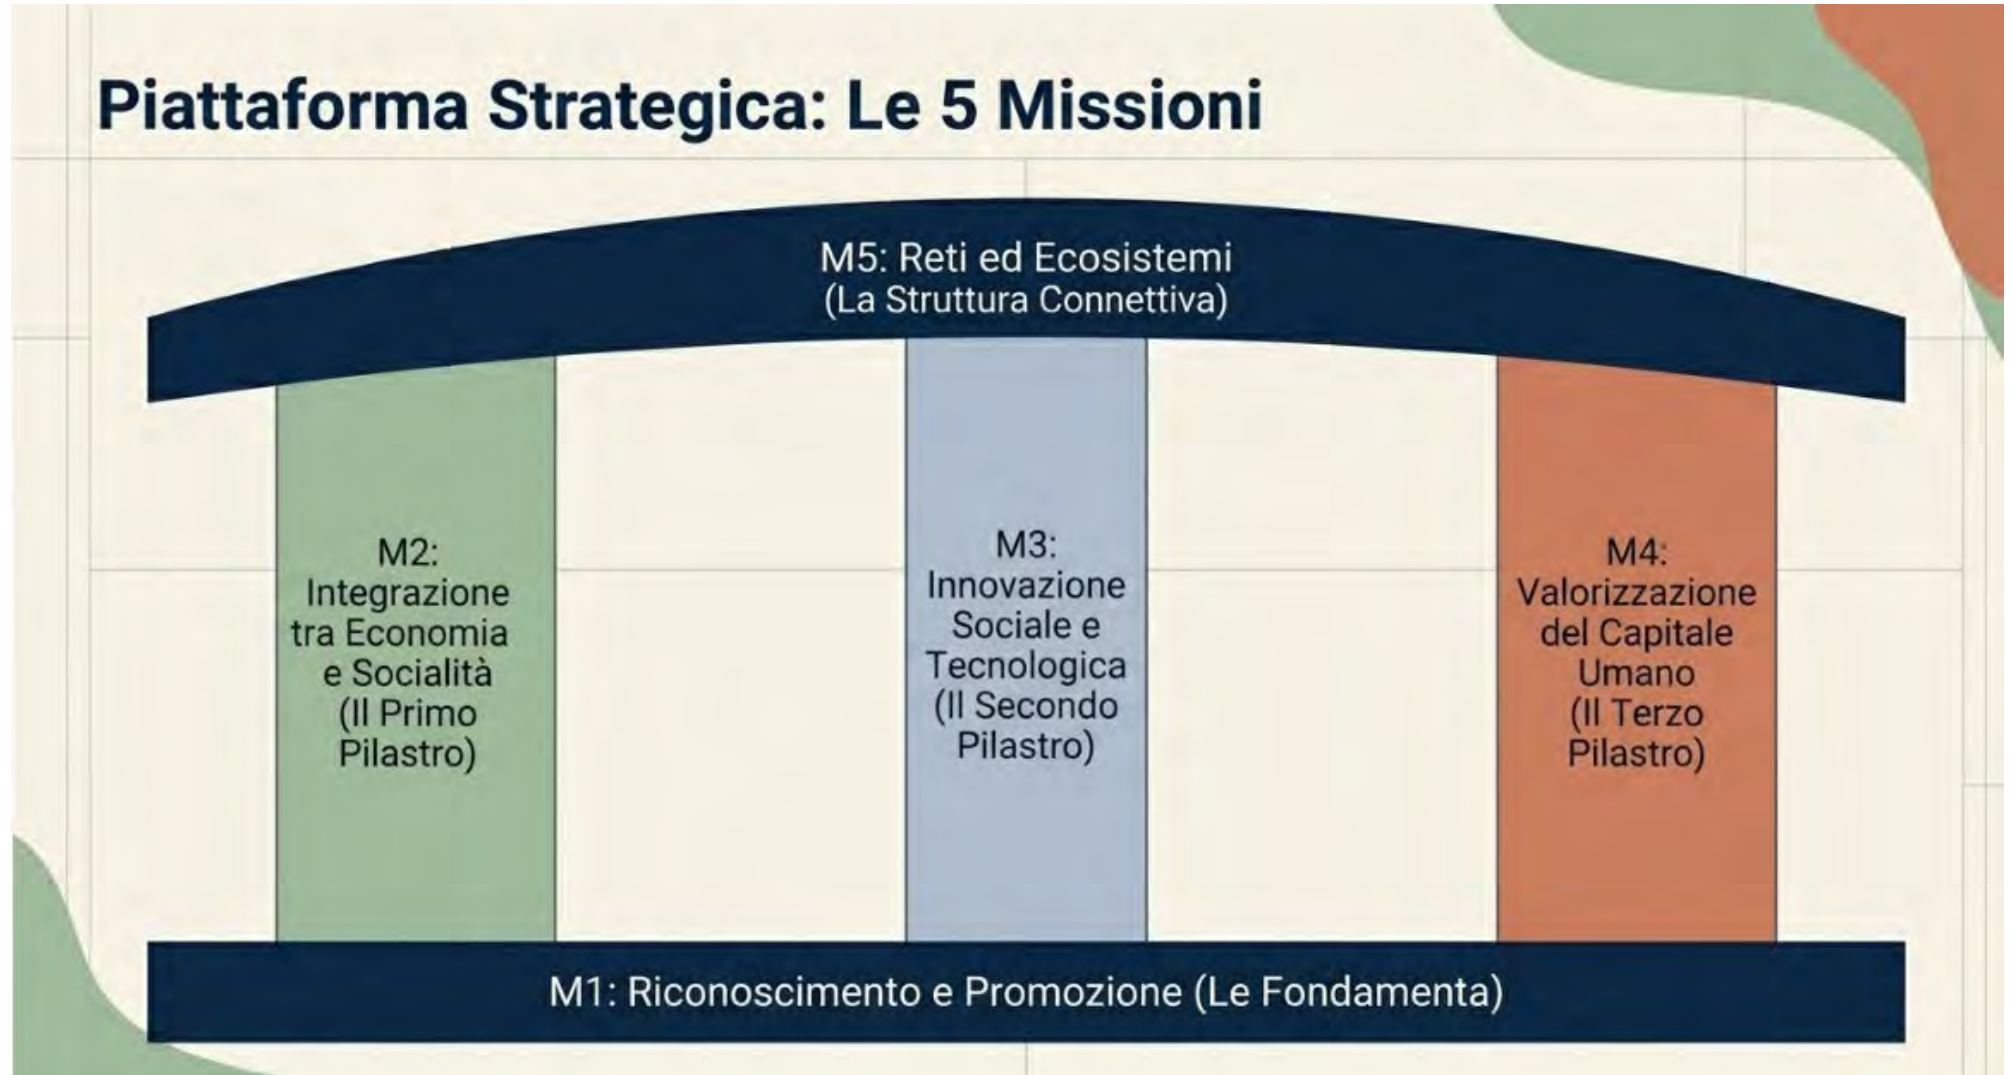 Piattaforma Strategica: Le 5 Missioni
M5: Reti ed Ecosistemi
(La Struttura Connettiva)
M2:
Integrazione
tra Economia
e Socialità
(Il Primo
Pilastro)
M3:
Innovazione
Sociale e
Tecnologica
(Il Secondo
Pilastro)
M4:
Valorizzazione
del Capitale
Umano
(Il Terzo
Pilastro)
M1: Riconoscimento e Promozione (Le Fondamenta)